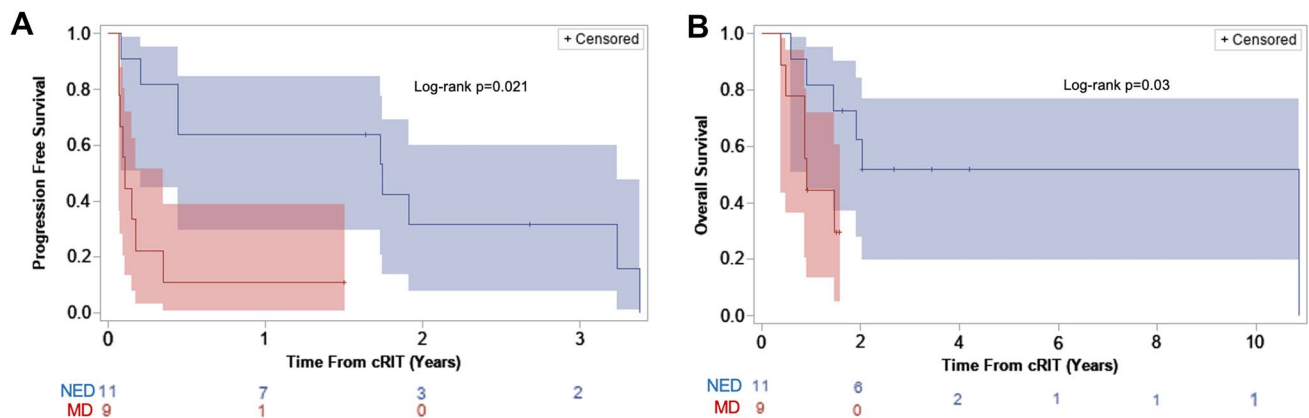 A
+ Censored
Log-rank p=0.021
Progression Free Survival
1.0
0.8
0.6
0.4
0.2
0.0
0 1 2 3
Time From cRIT (Years)
NED 11 7 3 2
MD 9 1 0
B
+ Censored
Log-rank p=0.03
Overall Survival
1.0
0.8
0.6
0.4
0.2
0.0
0 2 4 6 8 10
Time From cRIT (Years)
NED 11 6 2 1 1 1
MD 9 0